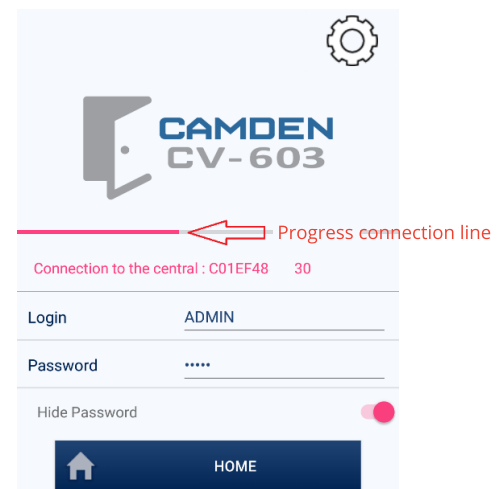 CAMDEN
CV-603
Progress connection line
Connection to the central : C01EF48 30
Login ADMIN
Password •••••
Hide Password
HOME